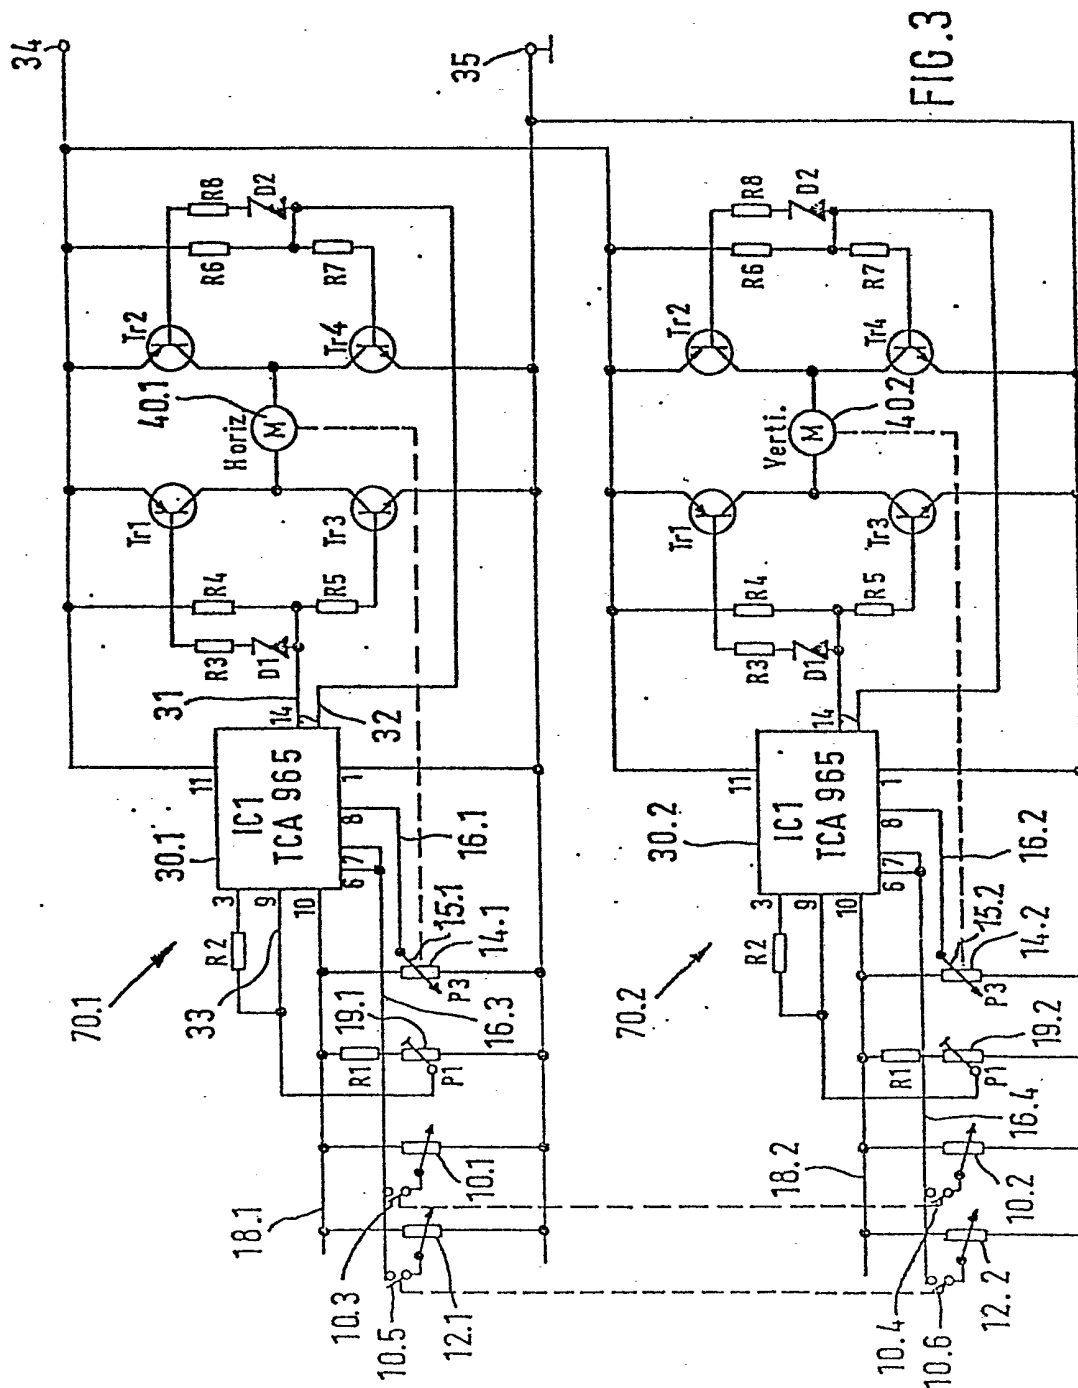 34
35
FIG.3
R8
D2
R6
R7
Tr2
Tr4
40.1
Horiz
M
Tr1
Tr3
R4
R5
R3
D1
31
32
14
2
11
1
IC1
TCA 965
30.1
8
7
6
3
9
10
16.1
R2
33
70.1
15.1
14.1
P3
19.1
16.3
R1
P1
18.1
10.1
10.3
10.5
12.1
R8
D2
R6
R7
Tr2
Tr4
40.2
Verti.
M
Tr1
Tr3
R4
R5
R3
D1
14
2
11
1
IC1
TCA 965
30.2
8
7
6
3
9
10
16.2
R2
70.2
15.2
14.2
P3
19.2
16.4
R1
P1
18.2
10.2
10.4
10.6
12.2